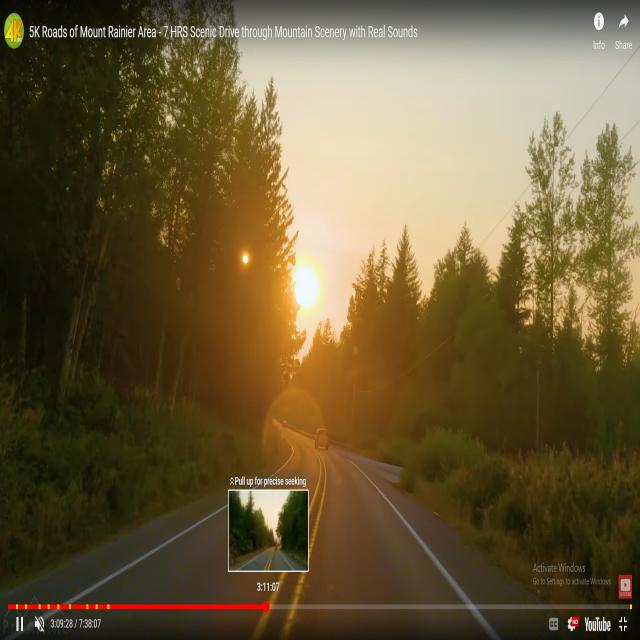 4K
5K Roads of Mount Rainier Area - 7 HRS Scenic Drive through Mountain Scenery with Real Sounds
Info
Share
Pull up for precise seeking
3:11:07
Activate Windows
Go to Settings to activate Windows.
3:09:28 / 7:38:07
CC
YouTube